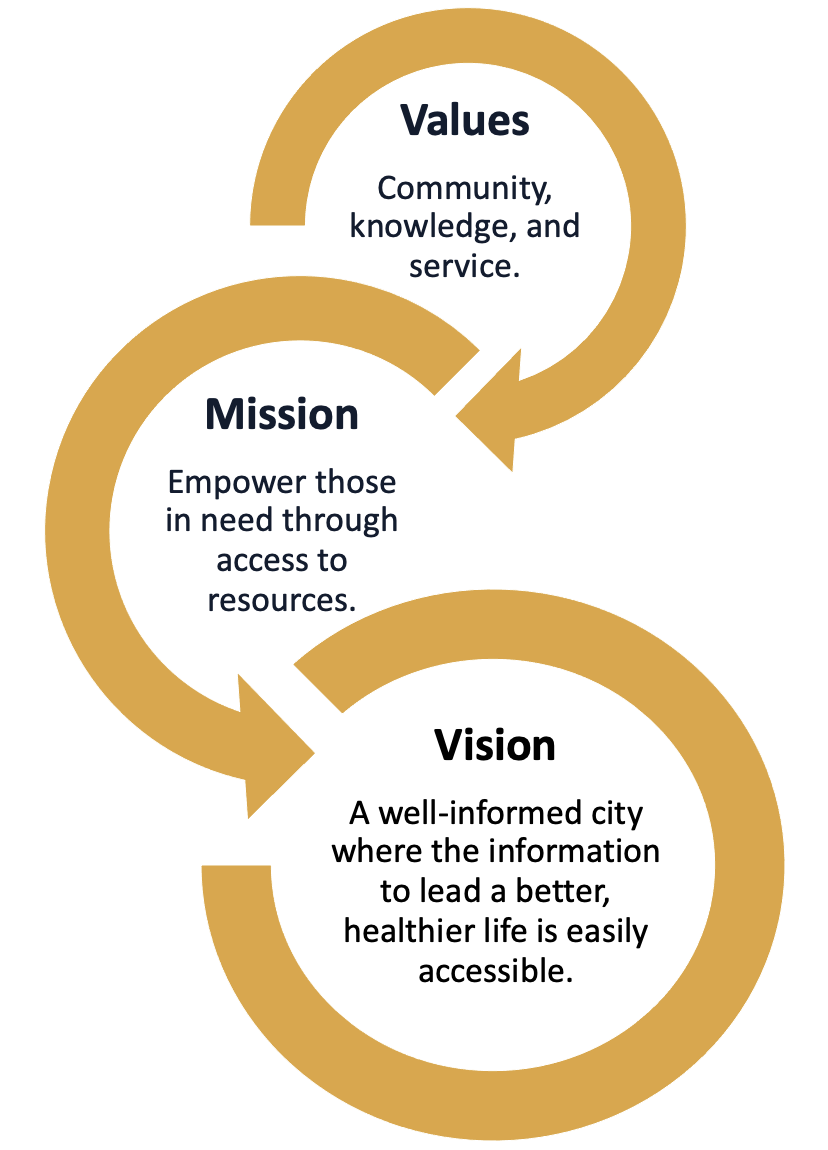 Values
Community,
knowledge, and
service.
Mission
Empower those
in need through
access to
resources.
Vision
A well-informed city
where the information
to lead a better,
healthier life is easily
accessible.